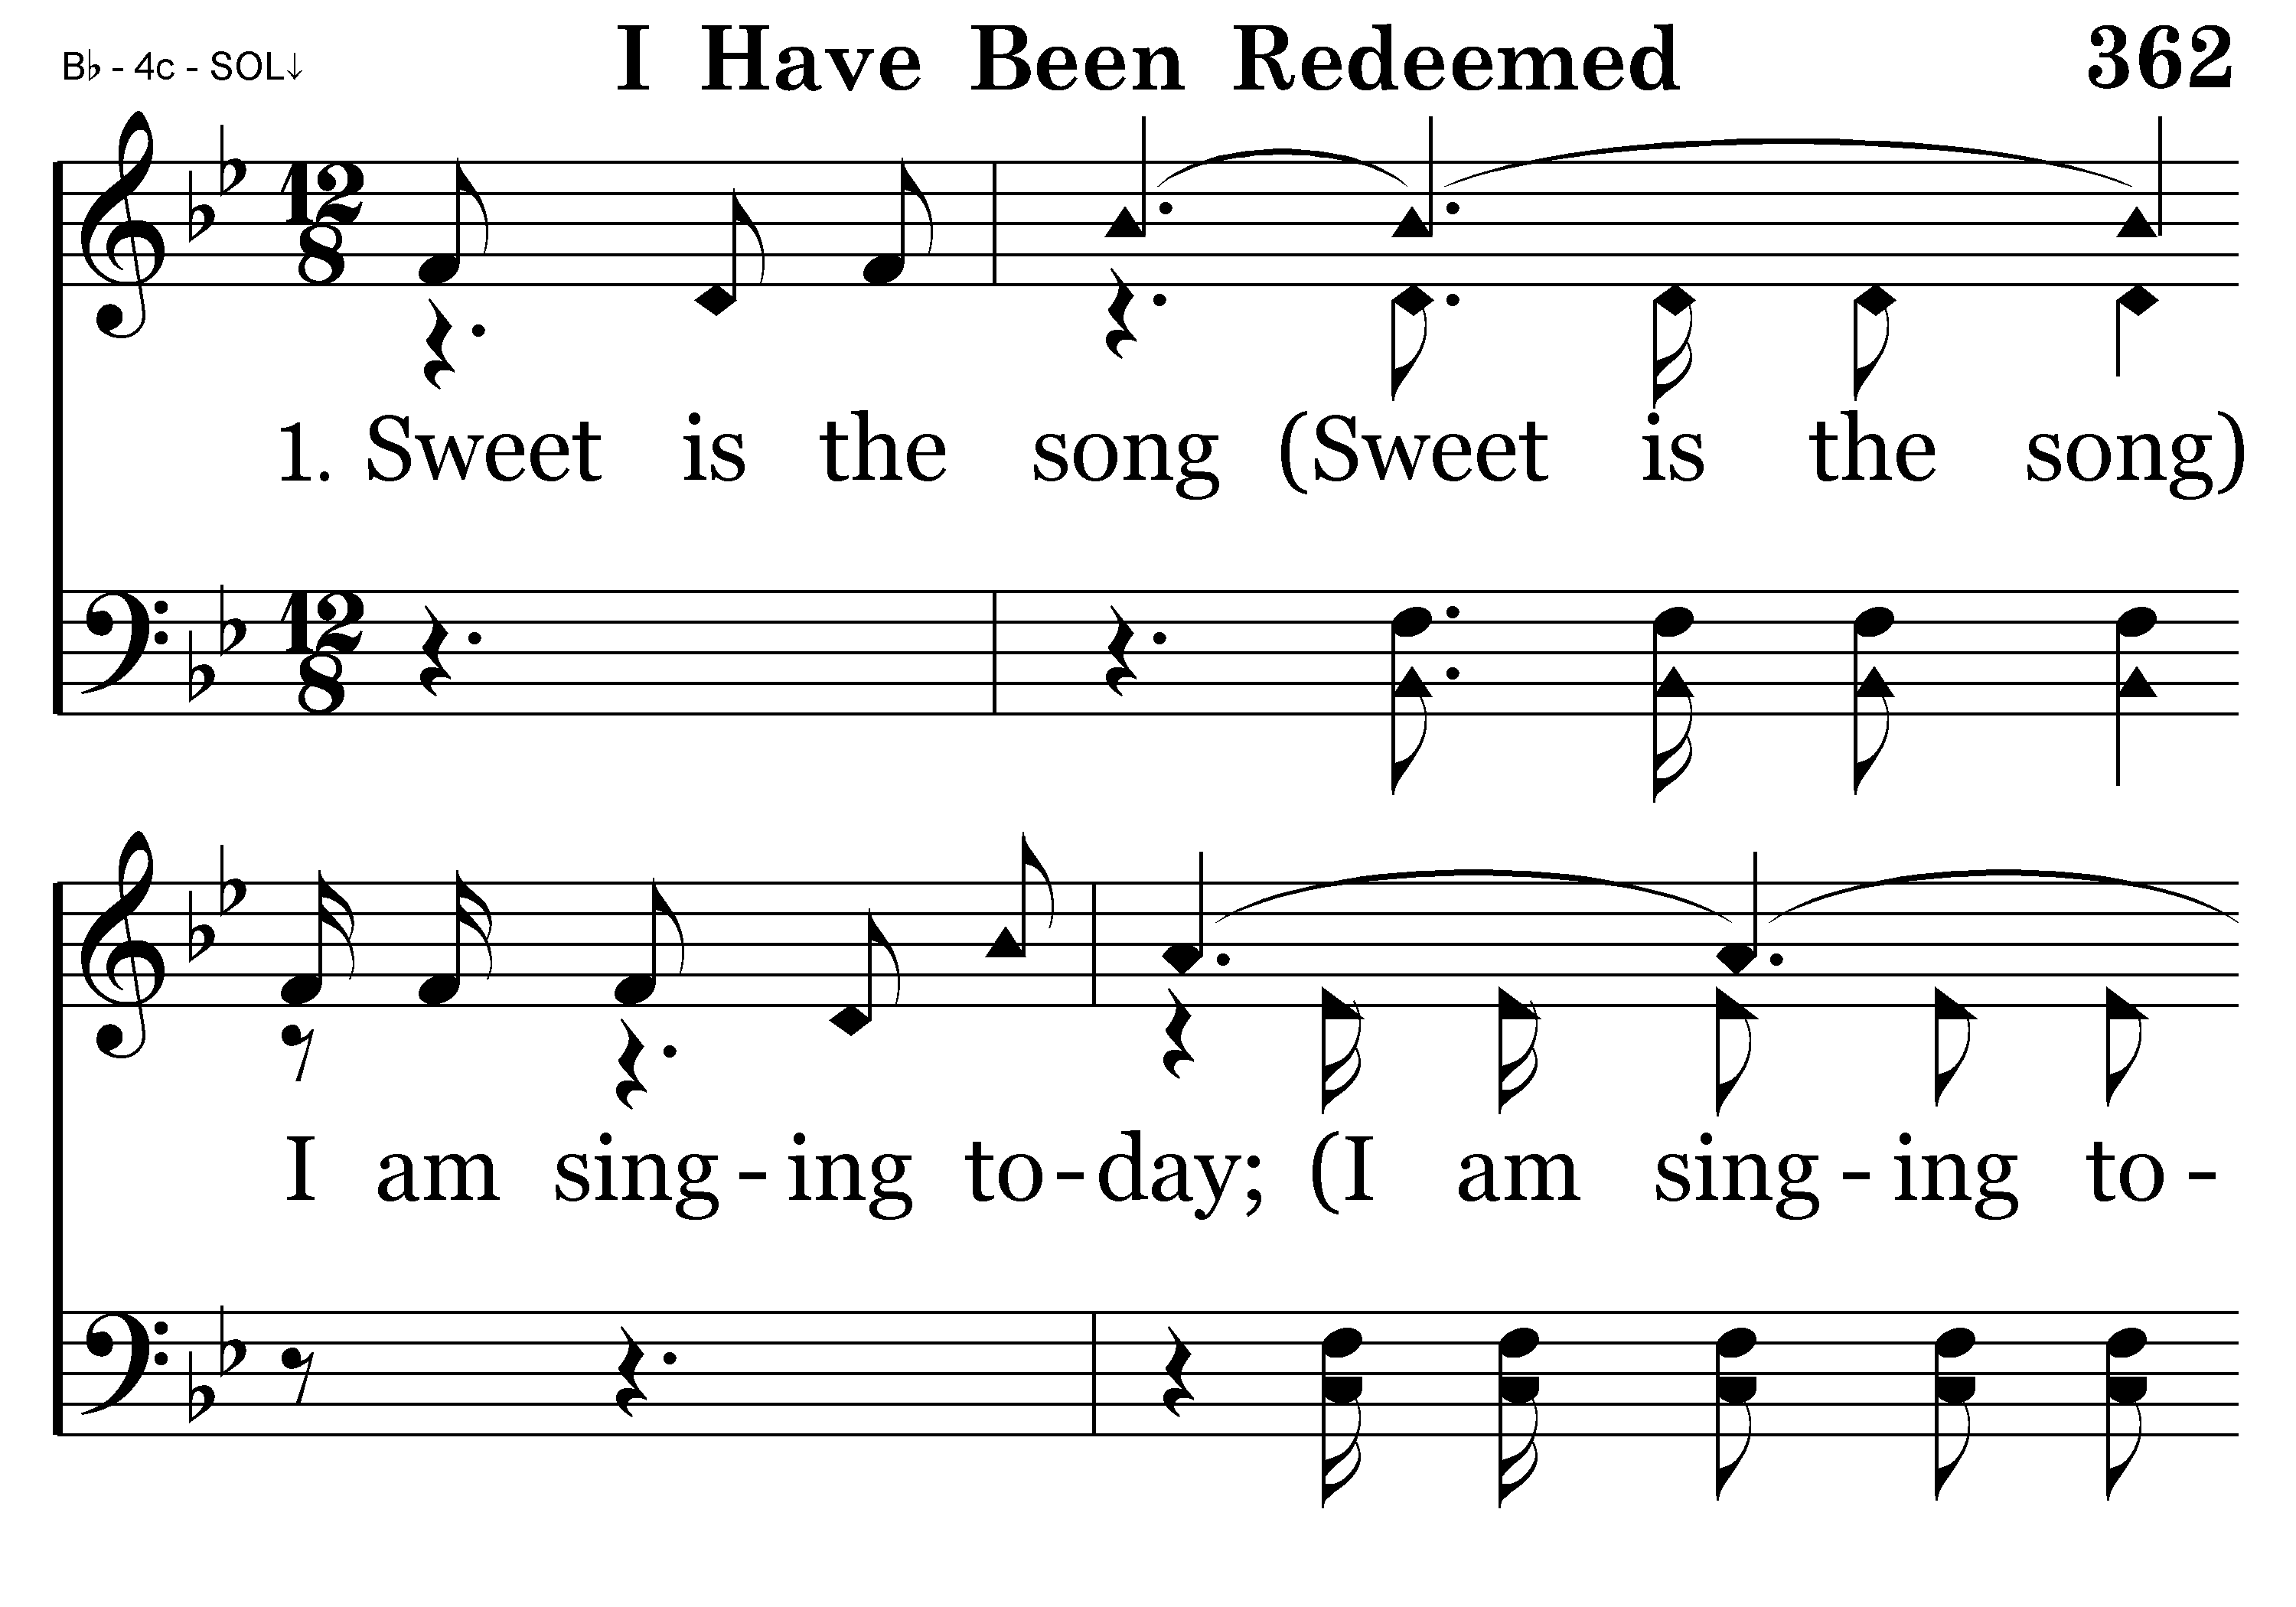 B♭ - 4c - SOL↓
I Have Been Redeemed 362
12
8
1. Sweet is the song (Sweet is the song)
12
8
I am sing - ing to - day; (I am sing - ing to -